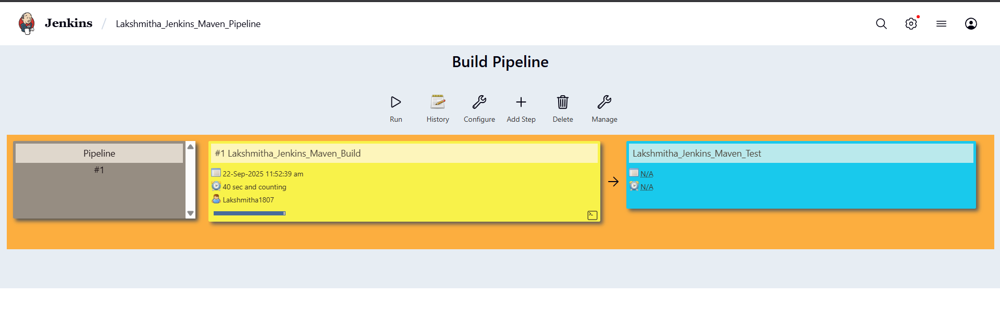 Jenkins / Lakshmitha_Jenkins_Maven_Pipeline
Build Pipeline
Run History Configure Add Step Delete Manage
Pipeline
#1
#1 Lakshmitha_Jenkins_Maven_Build
22-Sep-2025 11:52:39 am
40 sec and counting
Lakshmitha1807
Lakshmitha_Jenkins_Maven_Test
N/A
N/A